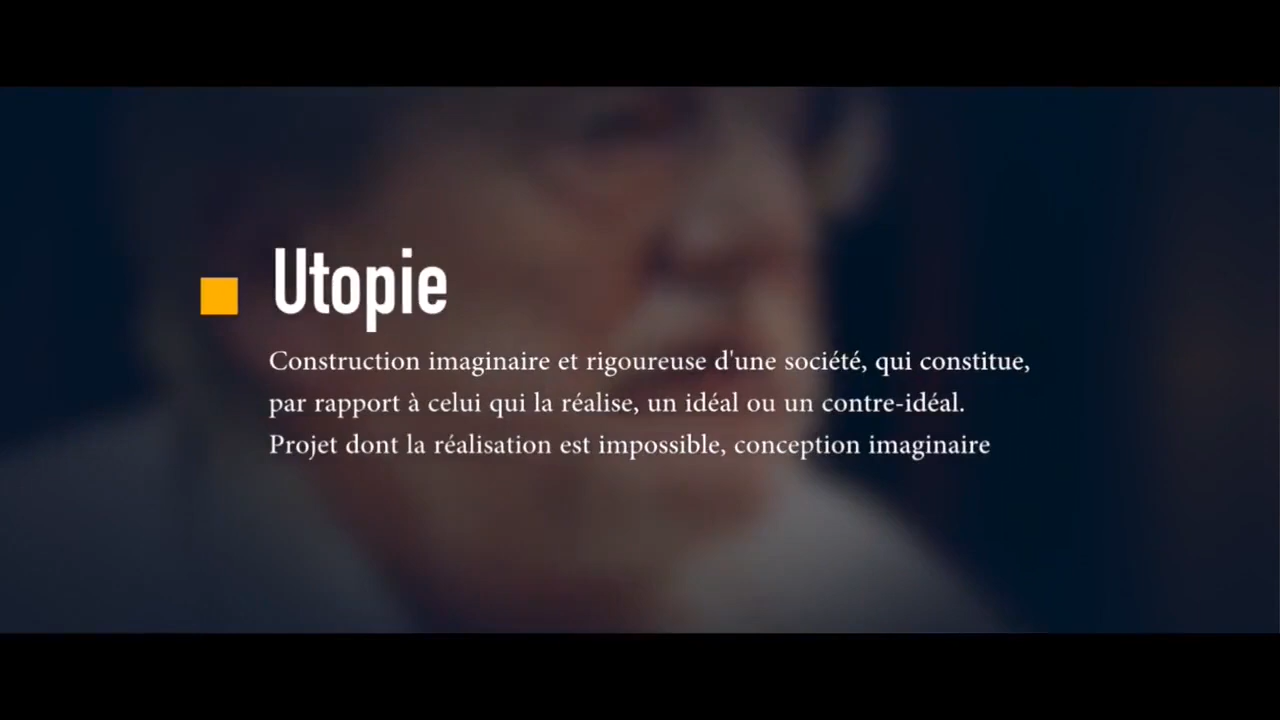 Utopie
Construction imaginaire et rigoureuse d'une société, qui constitue,
par rapport à celui qui la réalise, un idéal ou un contre-idéal.
Projet dont la réalisation est impossible, conception imaginaire